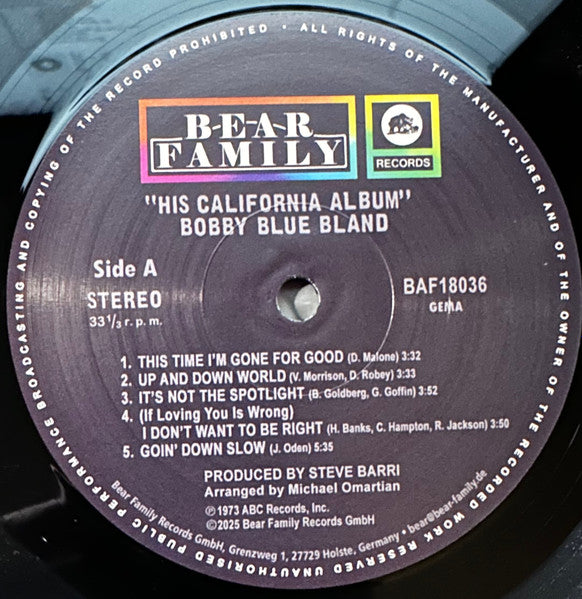 B-E-A-R
FAMILY
RECORDS
"HIS CALIFORNIA ALBUM"
BOBBY BLUE BLAND
Side A
STEREO
33 1/3 r.p.m.
BAF18036
GEMA
1. THIS TIME I'M GONE FOR GOOD (D. Malone) 3:32
2. UP AND DOWN WORLD (V. Morrison, D. Robey) 3:33
3. IT'S NOT THE SPOTLIGHT (B. Goldberg, G. Goffin) 3:52
4. (If Loving You Is Wrong)
I DON'T WANT TO BE RIGHT (H. Banks, C. Hampton, R. Jackson) 3:50
5. GOIN' DOWN SLOW (J. Oden) 5:35
PRODUCED BY STEVE BARRI
Arranged by Michael Omartian
℗1973 ABC Records, Inc.
©2025 Bear Family Records GmbH
Bear Family Records GmbH, Grenzweg 1, 27729 Holste, Germany • bear@bear-family.de
ALL RIGHTS OF THE MANUFACTURER AND OF THE OWNER OF THE RECORDED WORK RESERVED UNAUTHORISED PUBLIC PERFORMANCE BROADCASTING AND COPYING OF THE RECORD PROHIBITED •